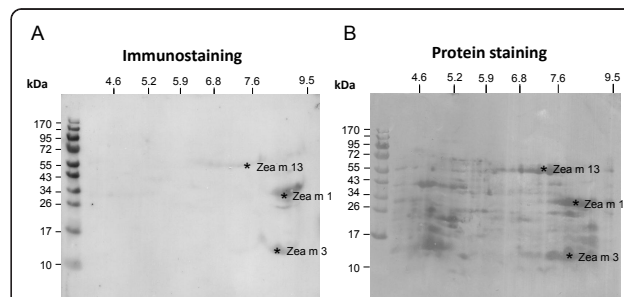 A
Immunostaining
kDa
4.6 5.2 5.9 6.8 7.6 9.5
170
95
72
55
43
34
26
17
10
* Zea m 13
* Zea m 1
* Zea m 3
B
Protein staining
kDa
4.6 5.2 5.9 6.8 7.6 9.5
170
95
72
55
43
34
26
17
10
* Zea m 13
* Zea m 1
* Zea m 3